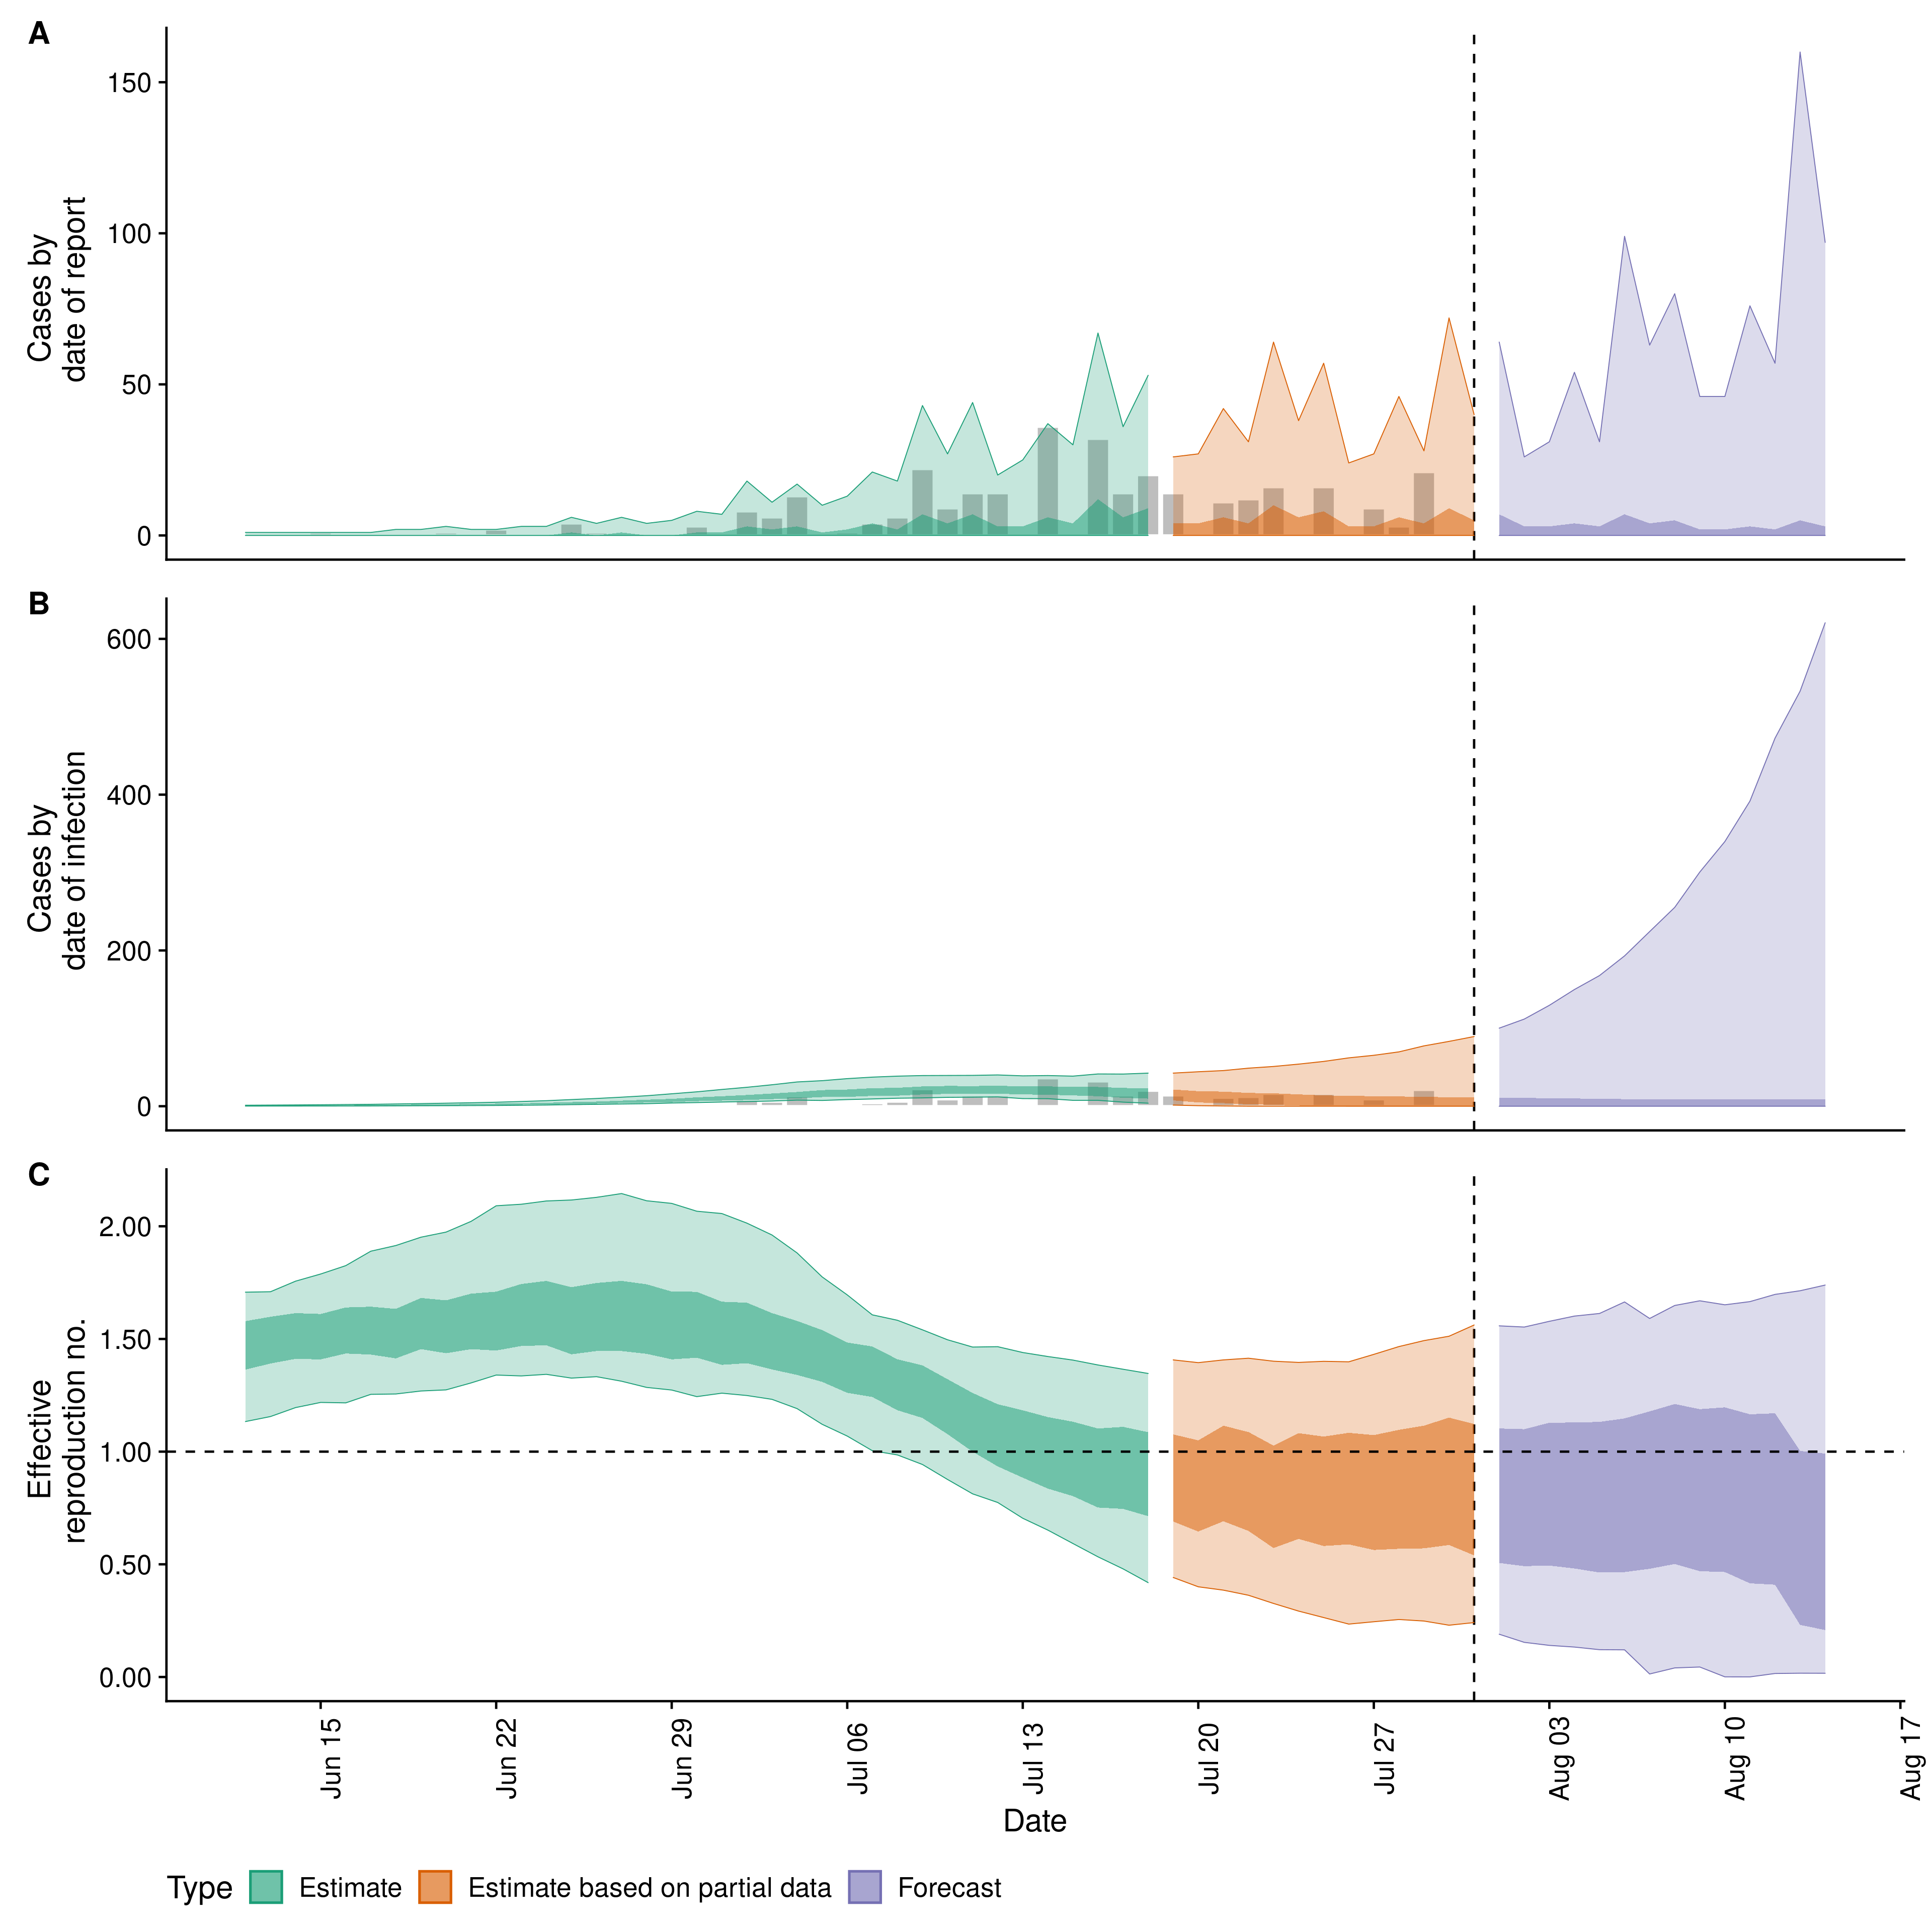 A
Cases by
date of report
150
100
50
0
B
Cases by
date of infection
600
400
200
0
C
Effective
reproduction no.
2.00
1.50
1.00
0.50
0.00
Jun 15
Jun 22
Jun 29
Jul 06
Jul 13
Jul 20
Jul 27
Aug 03
Aug 10
Aug 17
Date
Type Estimate Estimate based on partial data Forecast